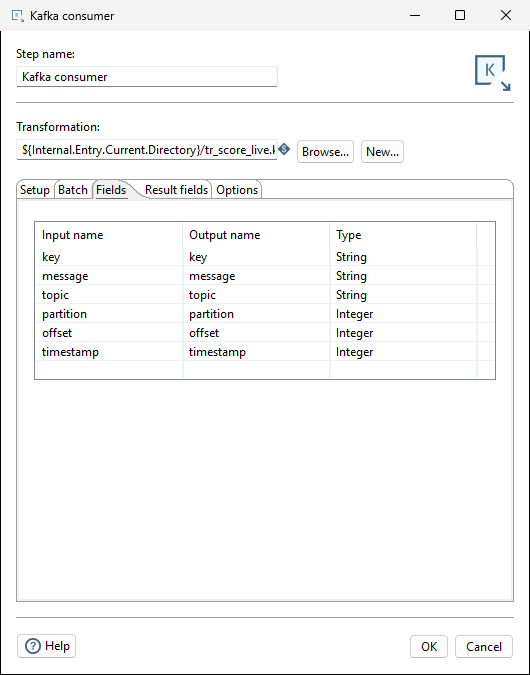 Kafka consumer
Step name:
Kafka consumer
K
Transformation:
${Internal.Entry.Current.Directory}/tr_score_live.k
S
Browse...
New...
Setup Batch Fields Result fields Options
Input name Output name Type
key key String
message message String
topic topic String
partition partition Integer
offset offset Integer
timestamp timestamp Integer
? Help
OK
Cancel